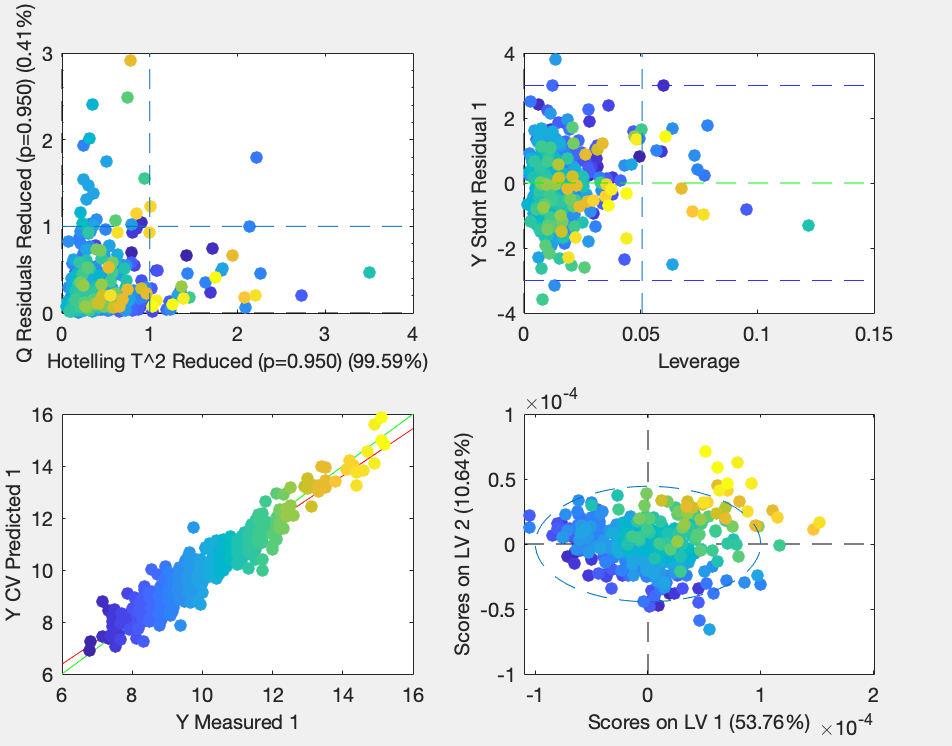 Q Residuals Reduced (p=0.950) (0.41%)
3
2
1
0
0 1 2 3 4
Hotelling T^2 Reduced (p=0.950) (99.59%)
Y Stdnt Residual 1
4
2
0
-2
-4
0 0.05 0.1 0.15
Leverage
Y CV Predicted 1
16
14
12
10
8
6
6 8 10 12 14 16
Y Measured 1
×10-4
Scores on LV 2 (10.64%)
1
0.5
0
-0.5
-1
-1 0 1 2
Scores on LV 1 (53.76%) ×10-4